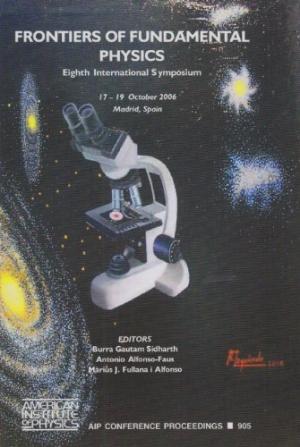 FRONTIERS OF FUNDAMENTAL
PHYSICS
Eighth International Symposium
17 – 19 October 2006
Madrid, Spain
EDITORS
Burra Gautam Sidharth
Antonio Alfonso-Faus
Màrius J. Fullana i Alfonso
AMERICAN
INSTITUTE
OF PHYSICS
AIP CONFERENCE PROCEEDINGS ■ 905